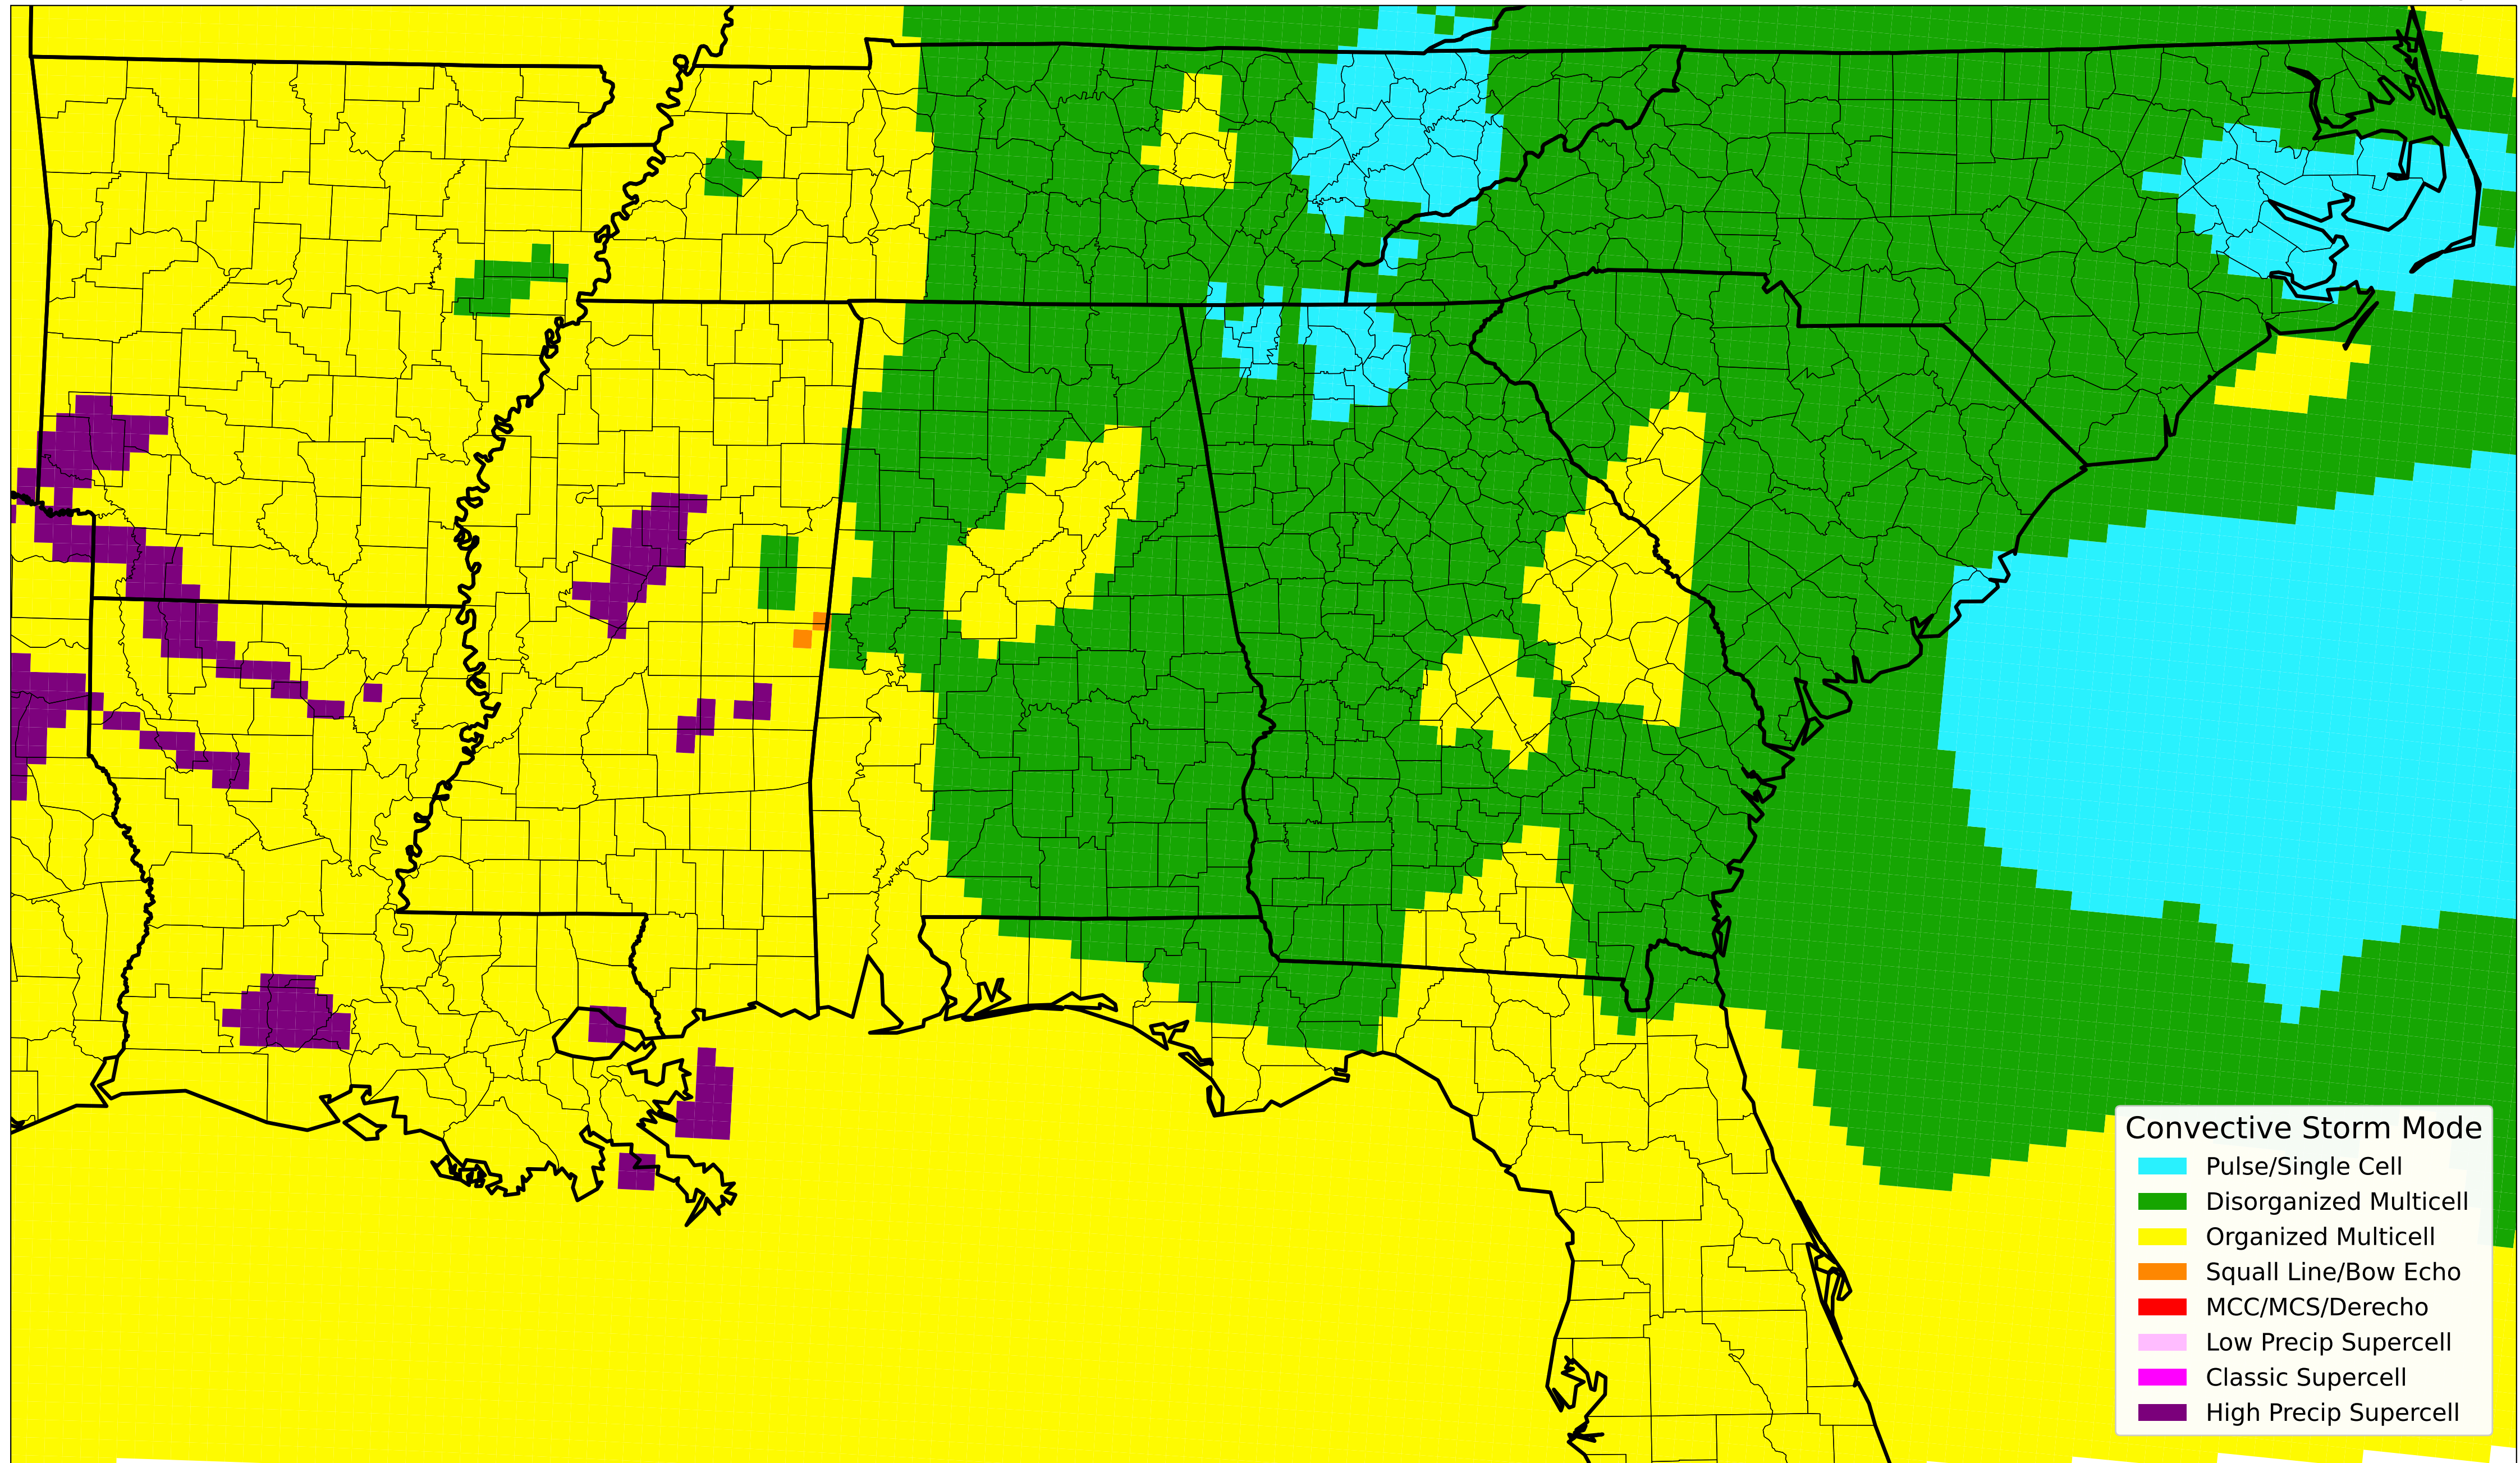 Convective Storm Mode
Pulse/Single Cell
Disorganized Multicell
Organized Multicell
Squall Line/Bow Echo
MCC/MCS/Derecho
Low Precip Supercell
Classic Supercell
High Precip Supercell